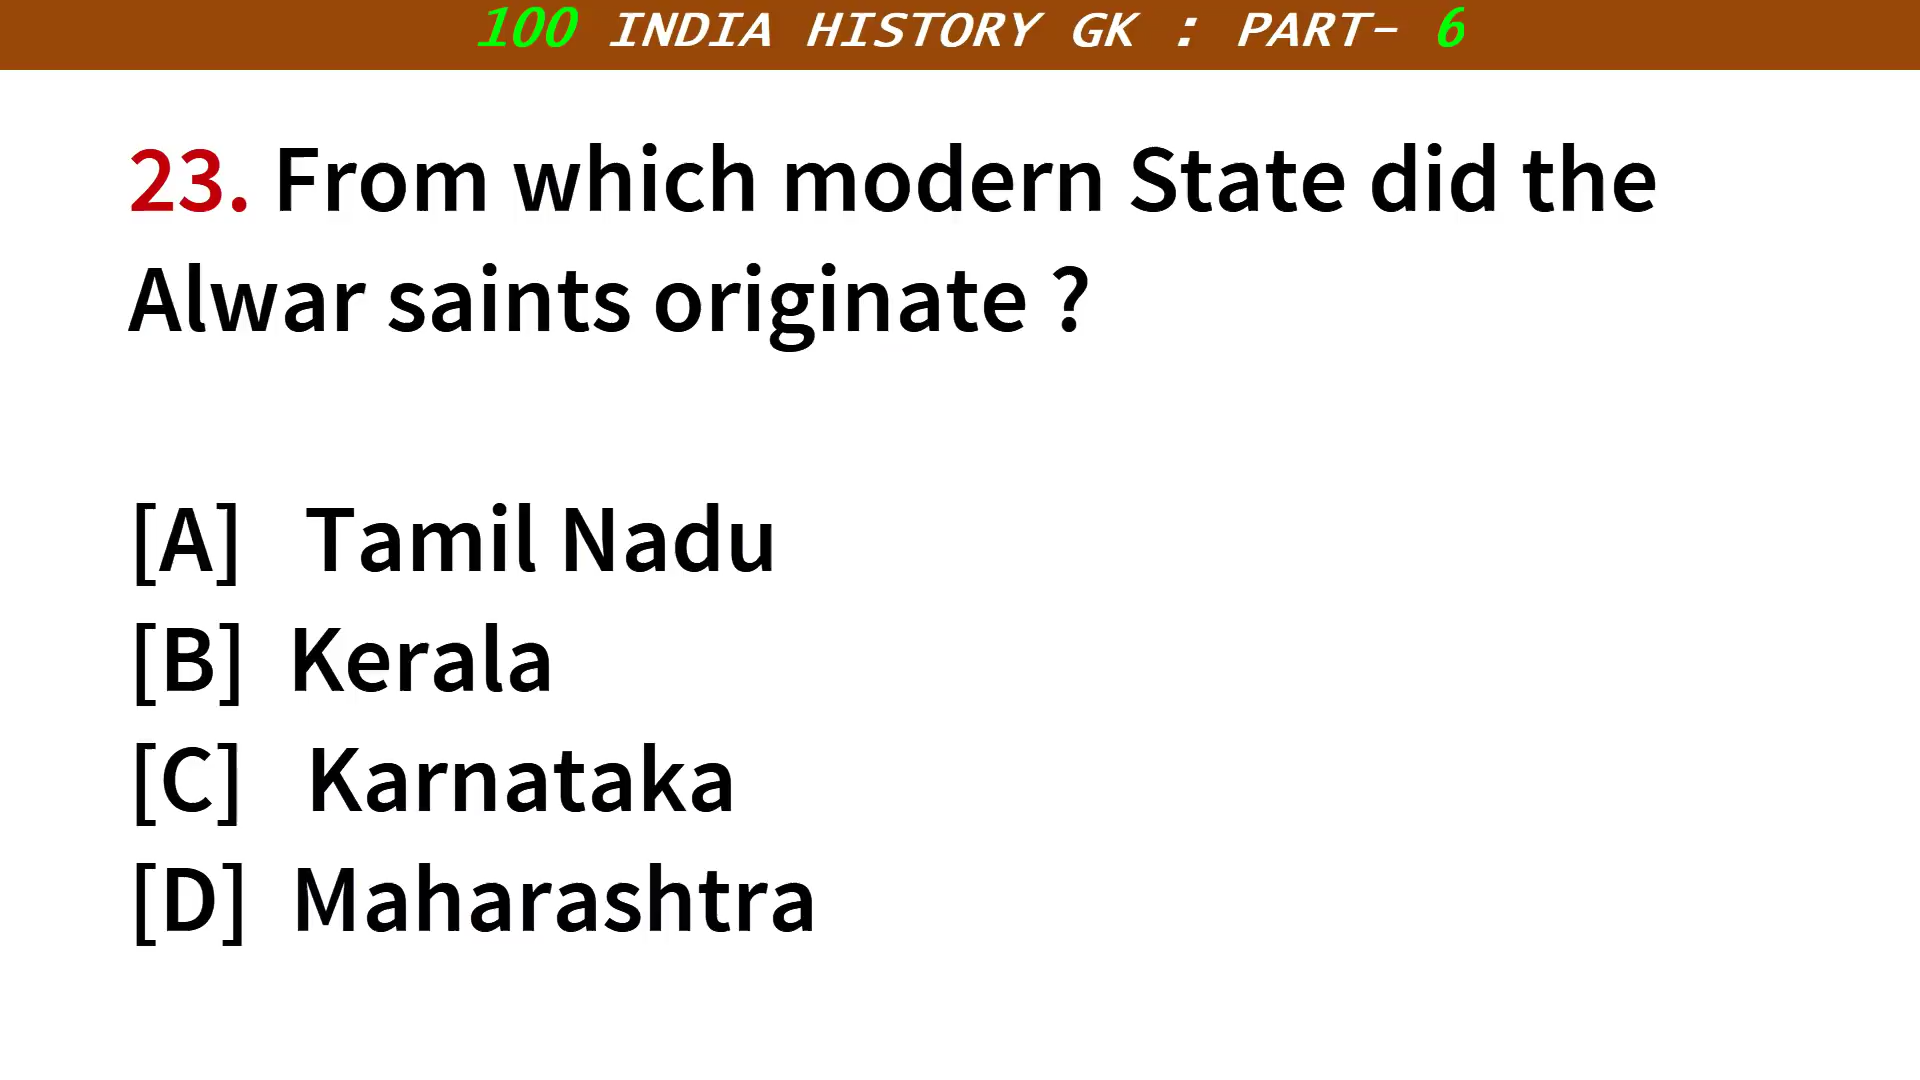 100 INDIA HISTORY GK : PART- 6
23. From which modern State did the
Alwar saints originate ?
[A] Tamil Nadu
[B] Kerala
[C] Karnataka
[D] Maharashtra